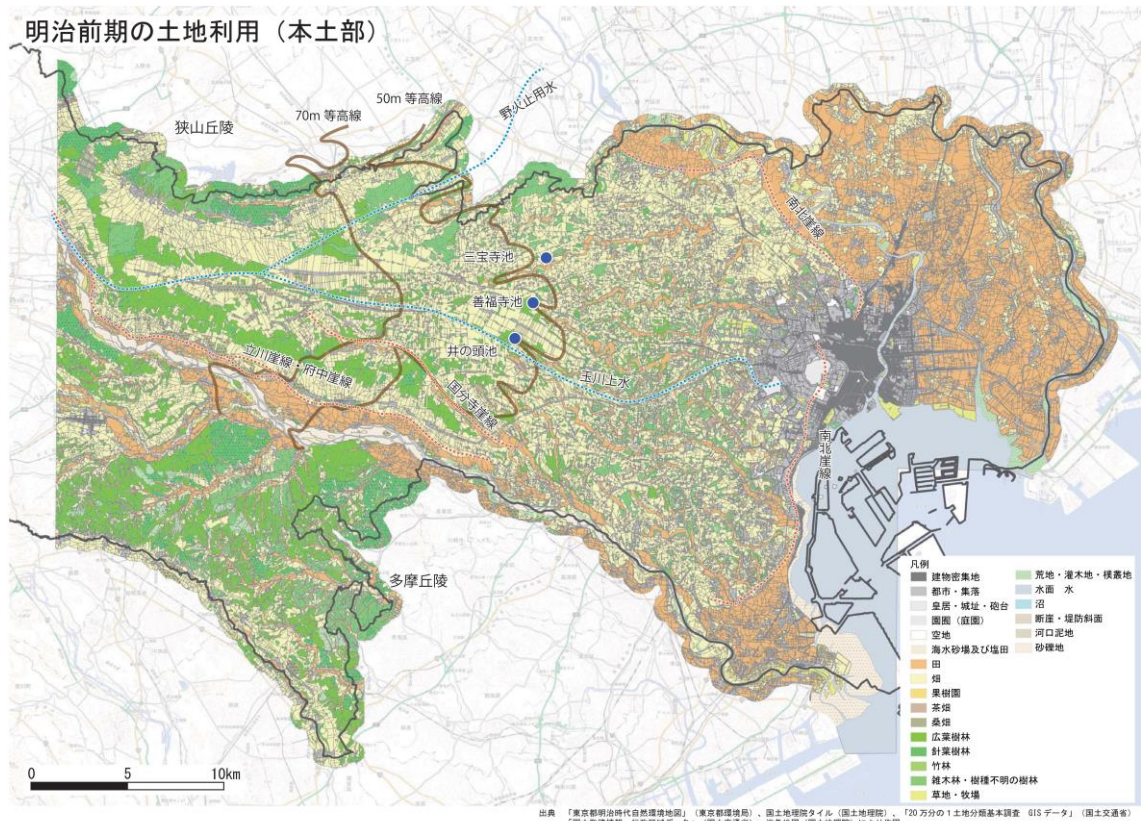 明治前期の土地利用（本土部）
50m 等高線
70m 等高線
野火止用水
狭山丘陵
南北崖線
三宝寺池
善福寺池
井の頭池
立川崖線・府中崖線
国分寺崖線
玉川上水
南北崖線
多摩丘陵
凡例
建物密集地
都市・集落
皇居・城址・砲台
園囿（庭園）
空地
海水砂場及び塩田
田
畑
果樹園
茶畑
桑畑
広葉樹林
針葉樹林
竹林
雑木林・樹種不明の樹林
草地・牧場
荒地・灌木地・樸叢地
水面 水
沼
断崖・堤防斜面
河口泥地
砂礫地
0 5 10km
出典 「東京都明治時代自然環境地図」（東京都環境局）、国土地理院タイル（国土地理院）、「20 万分の１土地分類基本調査 GISデータ」（国土交通省）